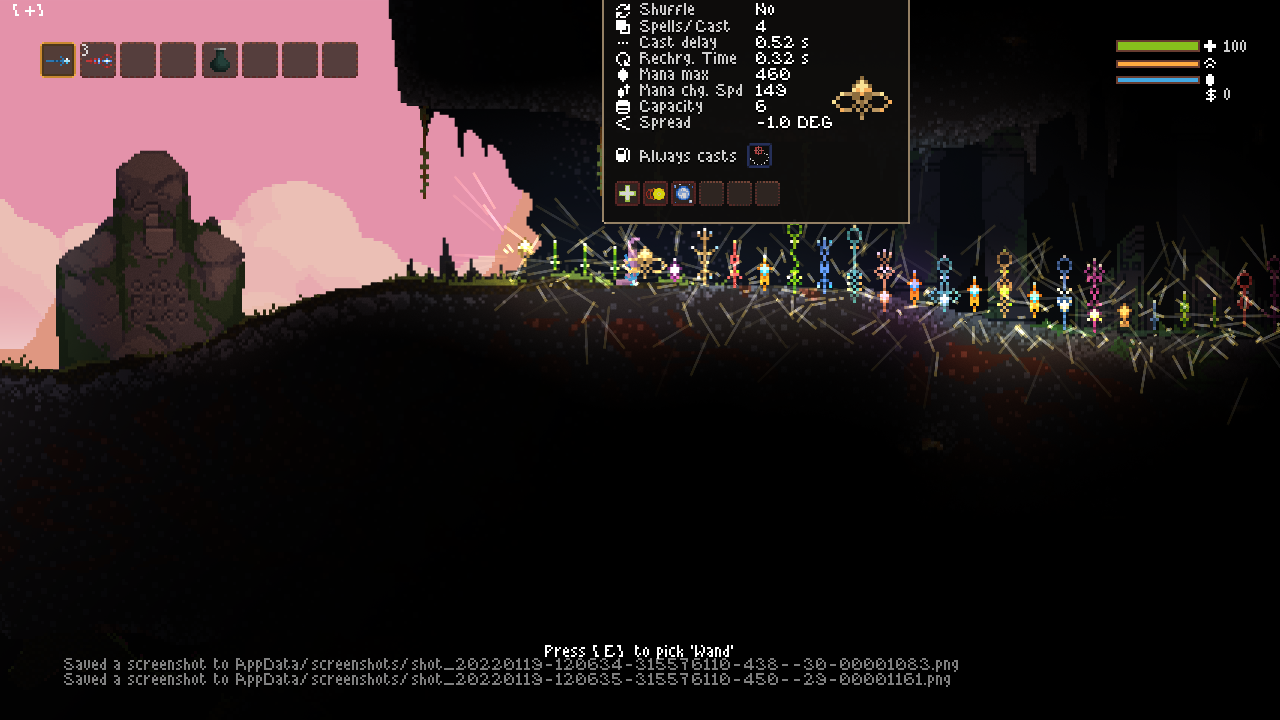 [+]
Shuffle No
3
Spells/Cast 4
Cast delay 0.52 s
Rechrg. Time 0.32 s
100
Mana max 460
Mana chg. Spd 149
$ 0
Capacity 6
Spread -1.0 DEG
Always casts
Press [E] to pick 'Wand'
Saved a screenshot to AppData/screenshots/shot_20220119-120634-315576110-438--30-00001083.png
Saved a screenshot to AppData/screenshots/shot_20220119-120635-315576110-450--29-00001161.png